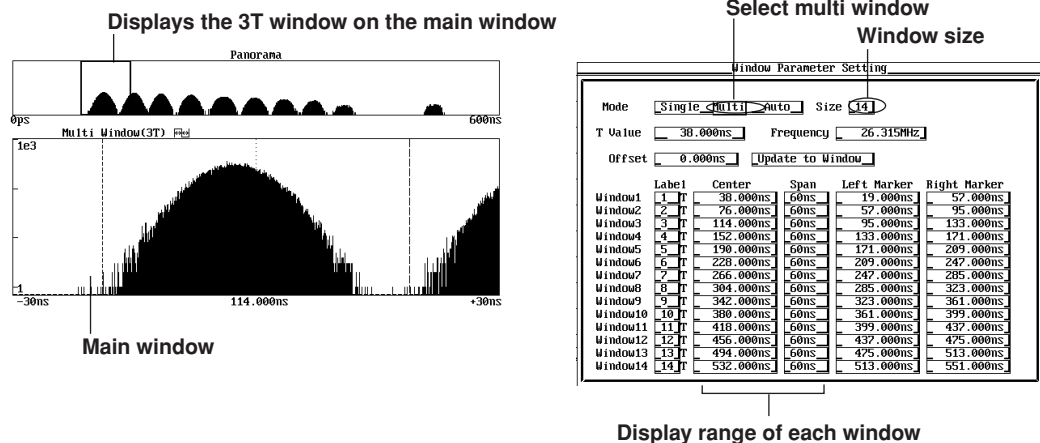 Displays the 3T window on the main window
Panorama
0ps
600ns
Multi Window(3T)
1e3
1
-30ns
114.000ns
+30ns
Main window
Select multi window
Window size
Window Parameter Setting
Mode Single Multi Auto Size 14
T Value 38.000ns Frequency 26.315MHz
Offset 0.000ns Update to Window
Label Center Span Left Marker Right Marker
Window1 1 T 38.000ns 60ns 19.000ns 57.000ns
Window2 2 T 76.000ns 60ns 57.000ns 95.000ns
Window3 3 T 114.000ns 60ns 95.000ns 133.000ns
Window4 4 T 152.000ns 60ns 133.000ns 171.000ns
Window5 5 T 190.000ns 60ns 171.000ns 209.000ns
Window6 6 T 228.000ns 60ns 209.000ns 247.000ns
Window7 7 T 266.000ns 60ns 247.000ns 285.000ns
Window8 8 T 304.000ns 60ns 285.000ns 323.000ns
Window9 9 T 342.000ns 60ns 323.000ns 361.000ns
Window10 10 T 380.000ns 60ns 361.000ns 399.000ns
Window11 11 T 418.000ns 60ns 399.000ns 437.000ns
Window12 12 T 456.000ns 60ns 437.000ns 475.000ns
Window13 13 T 494.000ns 60ns 475.000ns 513.000ns
Window14 14 T 532.000ns 60ns 513.000ns 551.000ns
Display range of each window